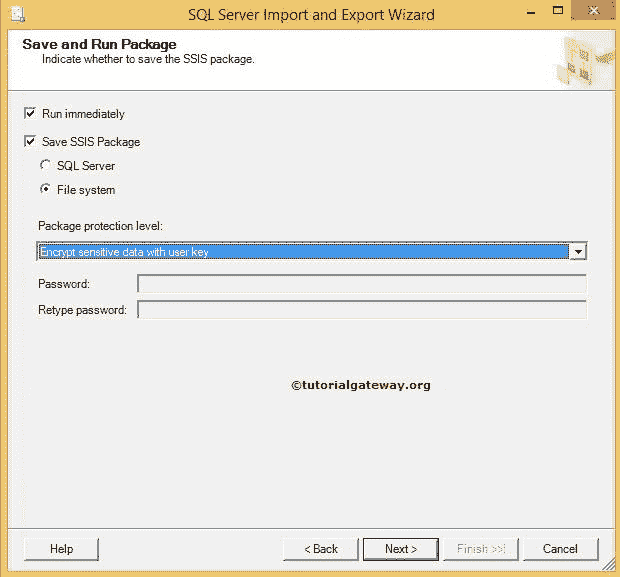 SQL Server Import and Export Wizard
Save and Run Package
Indicate whether to save the SSIS package.
Run immediately
Save SSIS Package
SQL Server
File system
Package protection level:
Encrypt sensitive data with user key
Password:
Retype password:
©tutorialgateway.org
Help
< Back
Next >
Finish >>|
Cancel